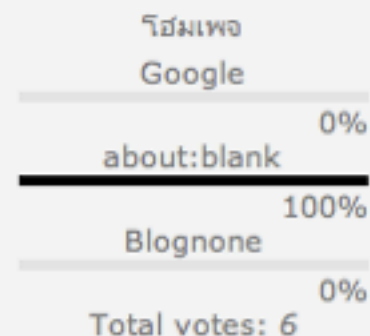 โฮมเพจ
Google
0%
about:blank
100%
Blognone
0%
Total votes: 6